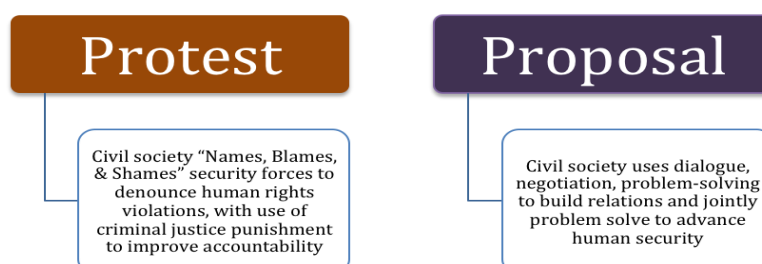 Protest
Civil society “Names, Blames,
& Shames” security forces to
denounce human rights
violations, with use of
criminal justice punishment
to improve accountability
Proposal
Civil society uses dialogue,
negotiation, problem-solving
to build relations and jointly
problem solve to advance
human security